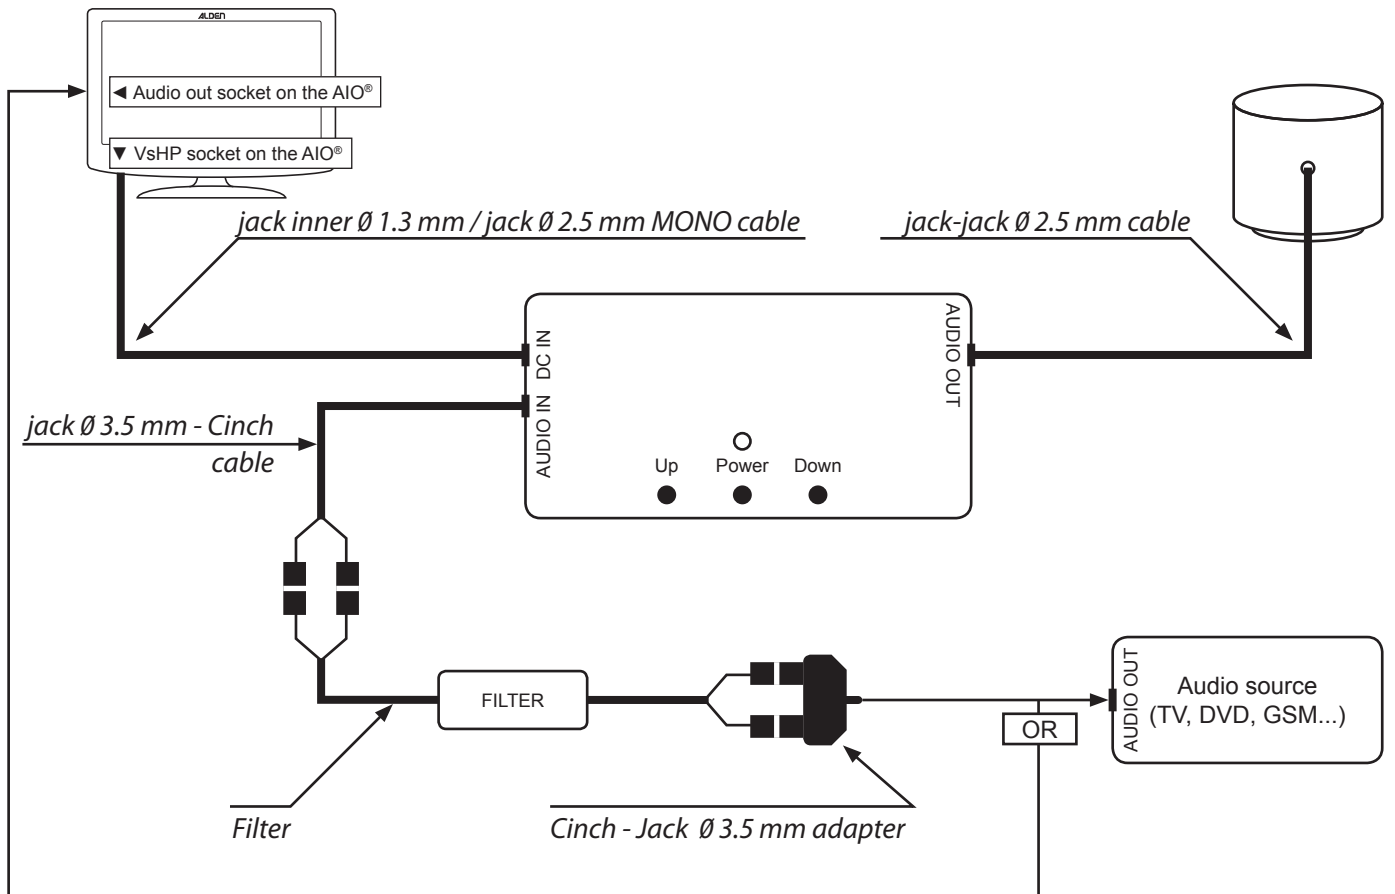 ALDEN
◄ Audio out socket on the AIO®
▼ VsHP socket on the AIO®
jack inner Ø 1.3 mm / jack Ø 2.5 mm MONO cable
jack-jack Ø 2.5 mm cable
DC IN
AUDIO IN
AUDIO OUT
jack Ø 3.5 mm - Cinch
cable
Up
Power
Down
FILTER
AUDIO OUT
Audio source
(TV, DVD, GSM...)
OR
Filter
Cinch - Jack Ø 3.5 mm adapter